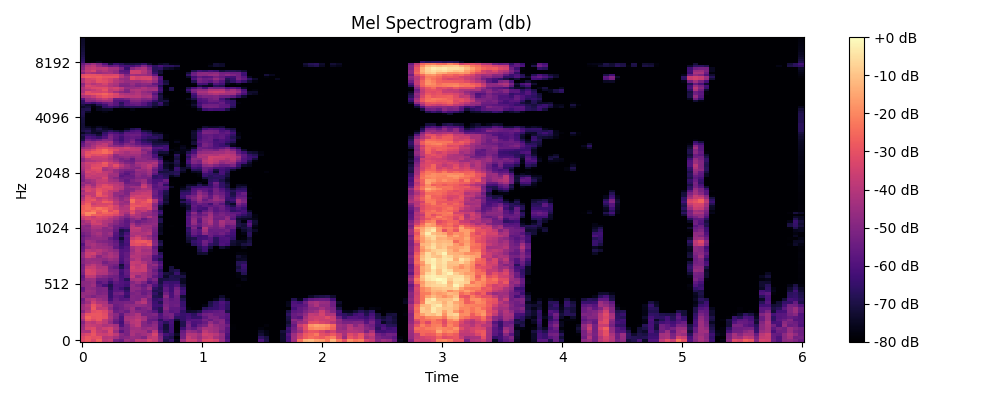 Mel Spectrogram (db)
Hz
8192
4096
2048
1024
512
0
0 1 2 3 4 5 6
Time
+0 dB
-10 dB
-20 dB
-30 dB
-40 dB
-50 dB
-60 dB
-70 dB
-80 dB